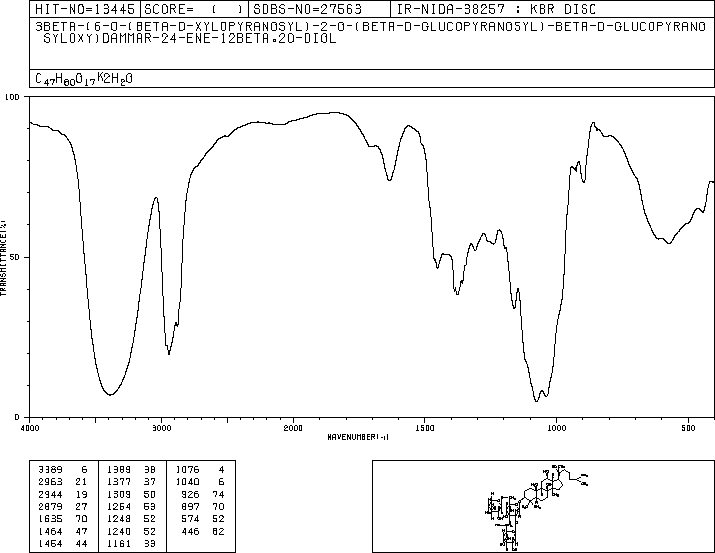 HIT-NO=13445 SCORE= ( ) SDBS-NO=27563 IR-NIDA-38257 : KBR DISC
3BETA-(6-O-(BETA-D-XYLOPYRANOSYL)-2-O-(BETA-D-GLUCOPYRANOSYL)-BETA-D-GLUCOPYRANO
SYLOXY)DAMMAR-24-ENE-12BETA,20-DIOL
C47H80O17K2H2O
100
TRANSMITTANCE(%)
50
0
4000 3000 2000 1500 1000 500
WAVENUMBER(-1)
3389 6 1389 38 1076 4
2963 21 1377 37 1040 6
2944 19 1309 50 926 74
2879 27 1264 53 897 70
1635 70 1248 52 574 52
1464 47 1240 52 446 62
1454 44 1161 33